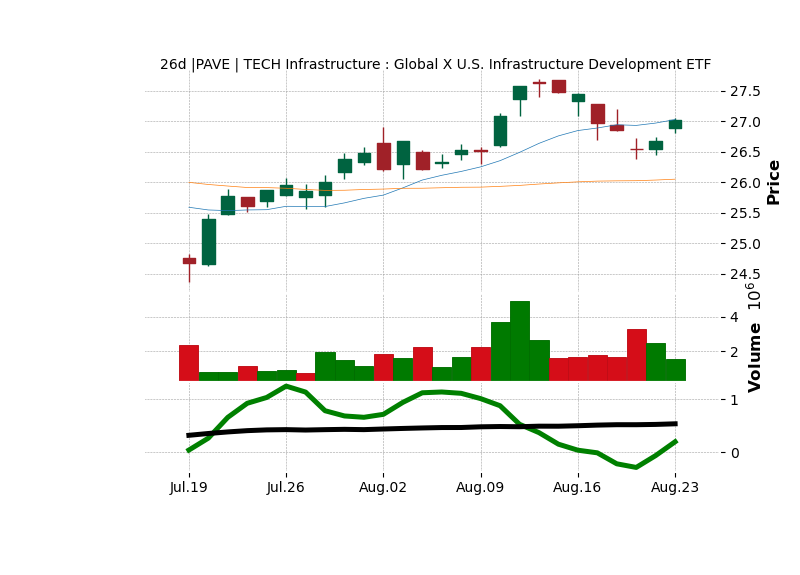 26d |PAVE | TECH Infrastructure : Global X U.S. Infrastructure Development ETF
27.5
27.0
26.5
26.0
25.5
25.0
24.5
Price
4
2
Volume 10^6
1
0
Jul.19 Jul.26 Aug.02 Aug.09 Aug.16 Aug.23